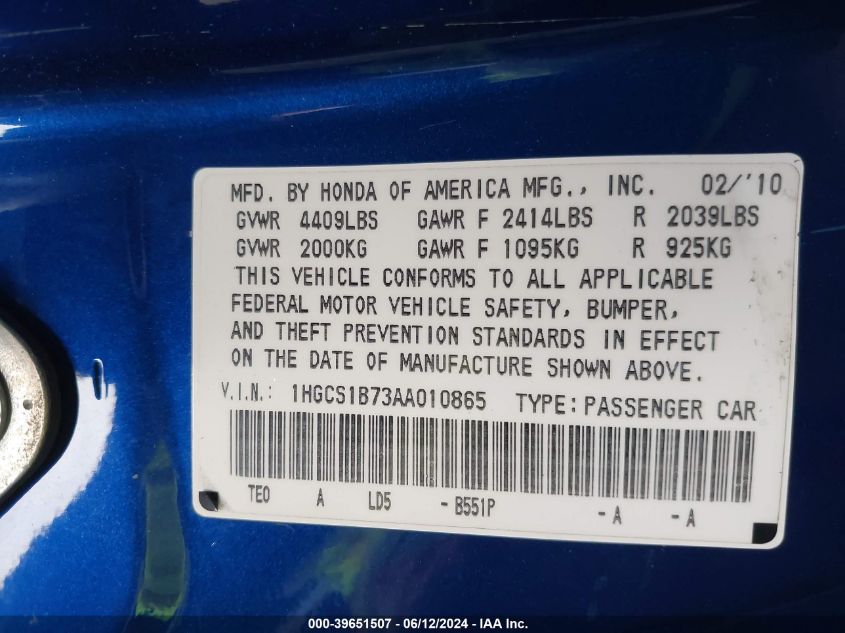 MFD. BY HONDA OF AMERICA MFG., INC. 02/'10
GVWR 4409LBS GAWR F 2414LBS R 2039LBS
GVWR 2000KG GAWR F 1095KG R 925KG
THIS VEHICLE CONFORMS TO ALL APPLICABLE
FEDERAL MOTOR VEHICLE SAFETY, BUMPER,
AND THEFT PREVENTION STANDARDS IN EFFECT
ON THE DATE OF MANUFACTURE SHOWN ABOVE.
V.I.N.: 1HGCS1B73AA010865 TYPE:PASSENGER CAR
TE0 A LD5 - B551P - A - A
000-39651507 - 06/12/2024 - IAA Inc.